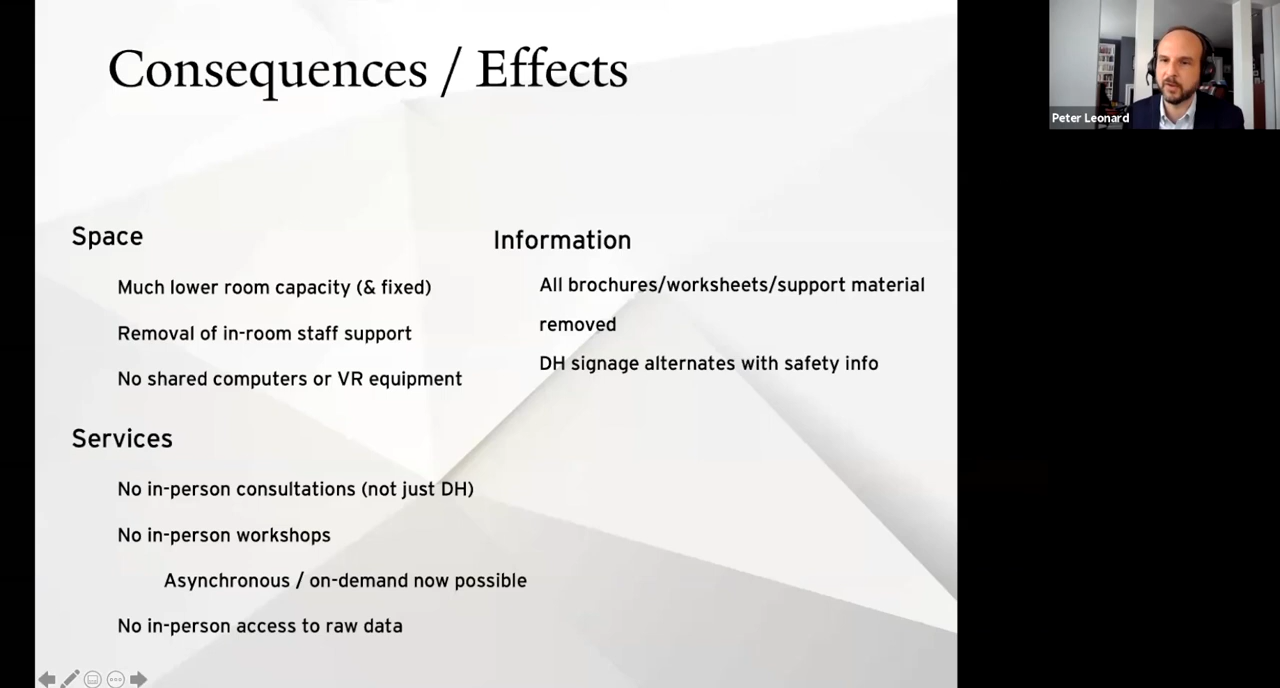 Consequences / Effects
Space
Much lower room capacity (& fixed)
Removal of in-room staff support
No shared computers or VR equipment
Services
No in-person consultations (not just DH)
No in-person workshops
Asynchronous / on-demand now possible
No in-person access to raw data
Information
All brochures/worksheets/support material
removed
DH signage alternates with safety info
Peter Leonard